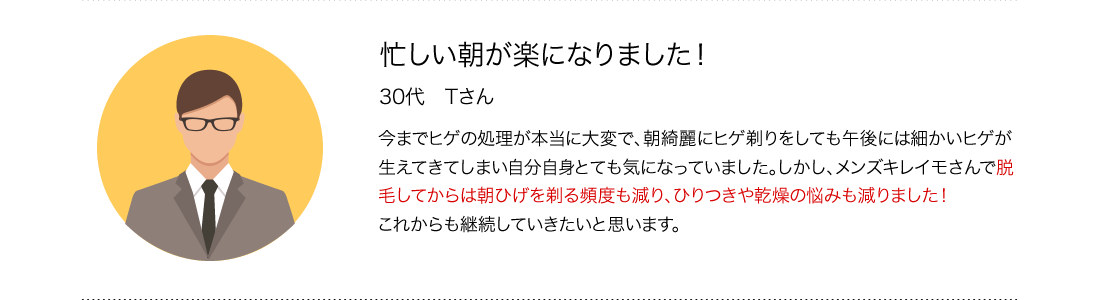 忙しい朝が楽になりました！
30代　Tさん
今までヒゲの処理が本当に大変で、朝綺麗にヒゲ剃りをしても午後には細かいヒゲが
生えてきてしまい自分自身とても気になっていました。しかし、メンズキレイモさんで脱
毛してからは朝ひげを剃る頻度も減り、ひりつきや乾燥の悩みも減りました！
これからも継続していきたいと思います。